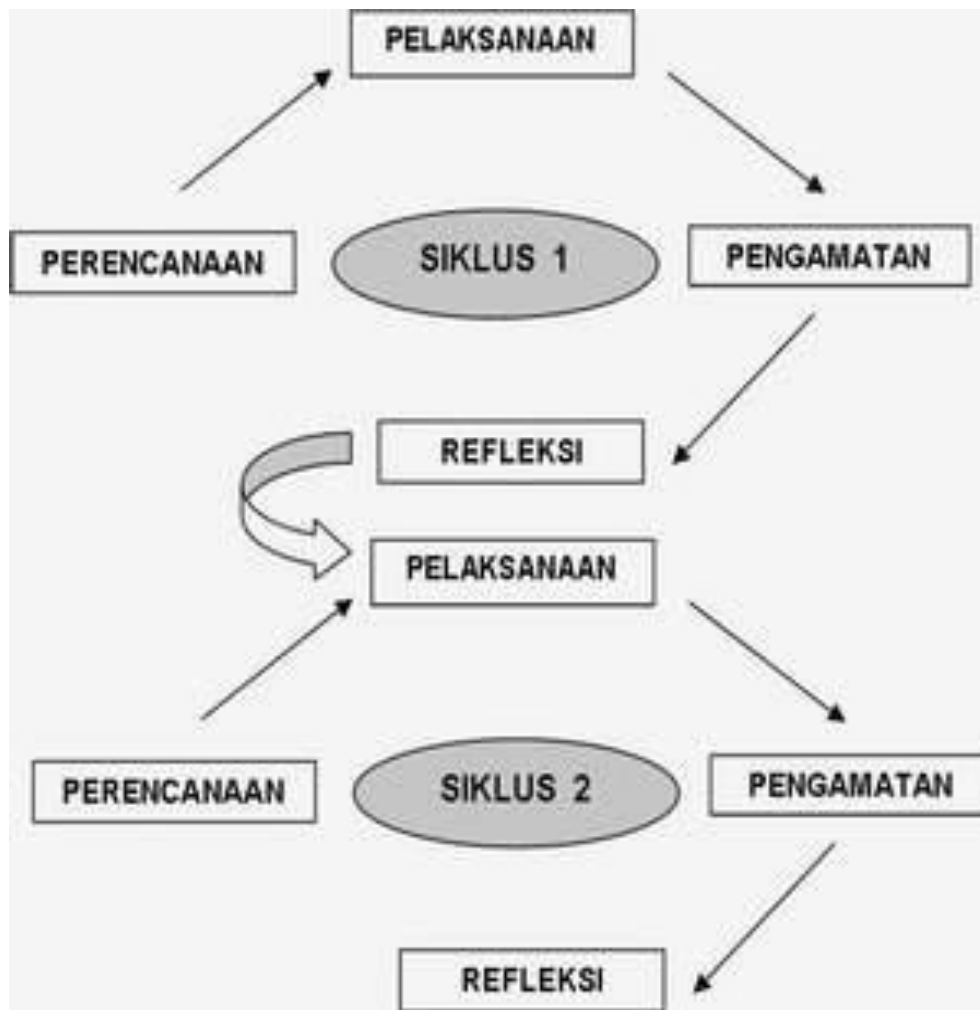 PELAKSANAAN
PERENCANAAN
SIKLUS 1
PENGAMATAN
REFLEKSI
PELAKSANAAN
PERENCANAAN
SIKLUS 2
PENGAMATAN
REFLEKSI